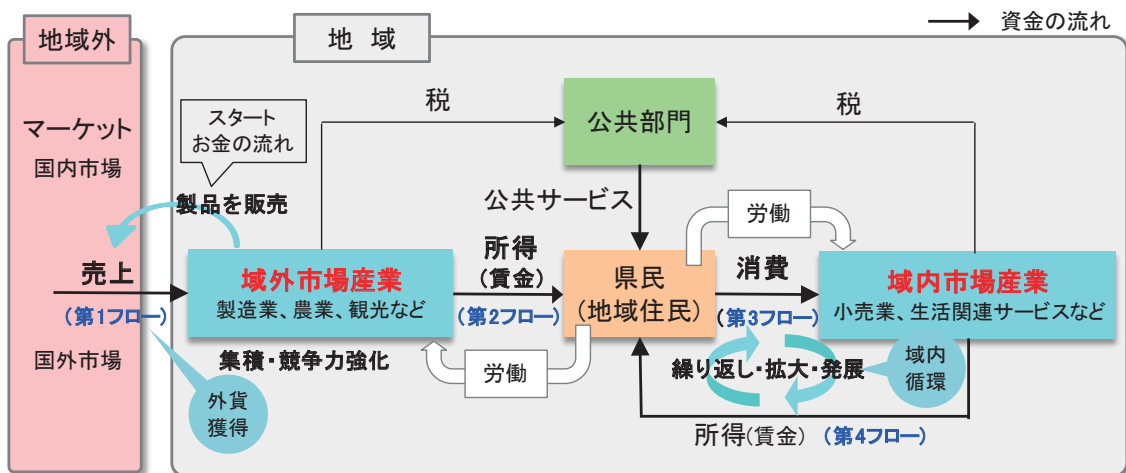 資金の流れ
地域外
地 域
マーケット
国内市場
スタート
お金の流れ
製品を販売
税
公共部門
税
公共サービス
労働
売上
(第1フロー)
域外市場産業
製造業、農業、観光など
所得
(賃金)
(第2フロー)
県民
(地域住民)
消費
(第3フロー)
域内市場産業
小売業、生活関連サービスなど
国外市場
集積・競争力強化
労働
繰り返し・拡大・発展
域内
循環
外貨
獲得
所得(賃金) (第4フロー)